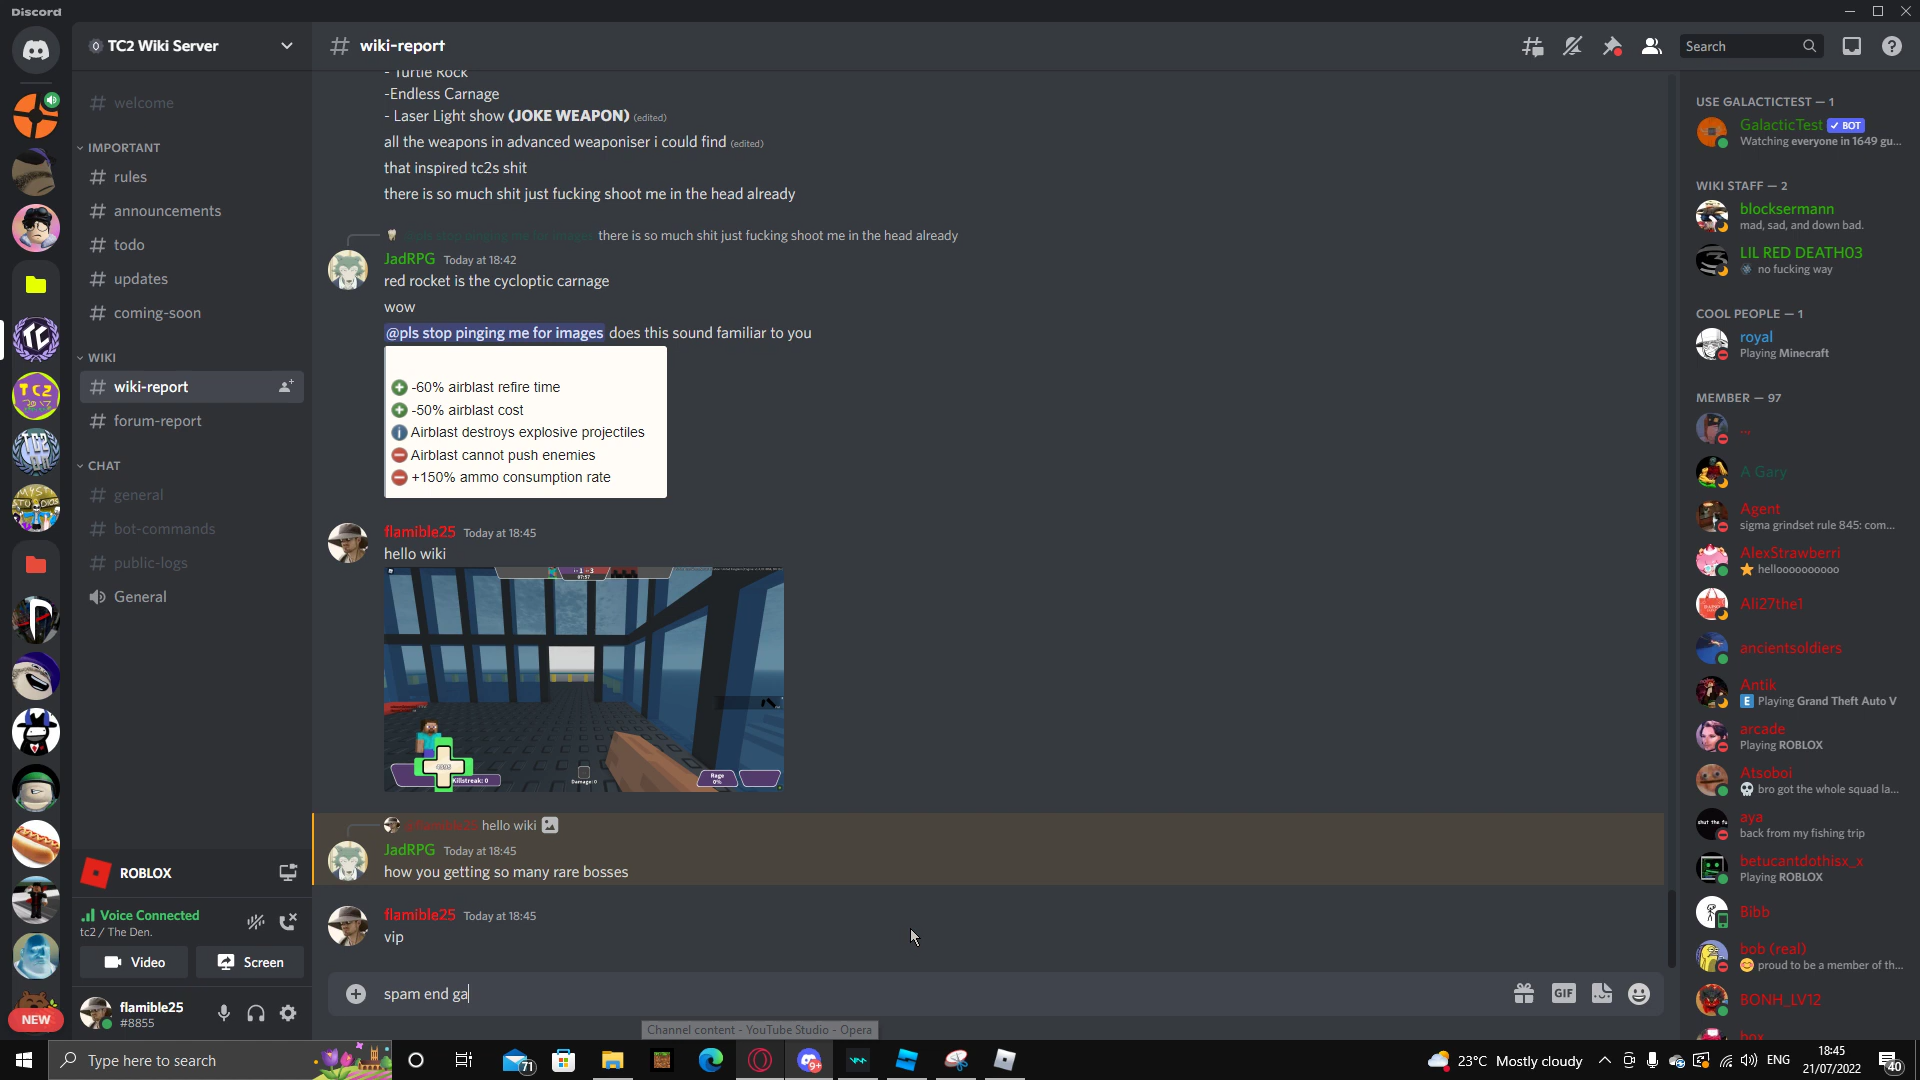 Discord
TC2 Wiki Server
wiki-report
Search
welcome
IMPORTANT
rules
announcements
todo
updates
coming-soon
WIKI
wiki-report
forum-report
CHAT
general
bot-commands
public-logs
General
ROBLOX
Voice Connected
tc2 / The Den.
Video
Screen
flamible25
#8855
NEW
- Turtle Rock
-Endless Carnage
- Laser Light show (JOKE WEAPON) (edited)
all the weapons in advanced weaponiser i could find (edited)
that inspired tc2s shit
there is so much shit just fucking shoot me in the head already
there is so much shit just fucking shoot me in the head already
JadRPG Today at 18:42
red rocket is the cycloptic carnage
wow
@pls stop pinging me for images does this sound familiar to you
-60% airblast refire time
-50% airblast cost
Airblast destroys explosive projectiles
Airblast cannot push enemies
+150% ammo consumption rate
flamible25 Today at 18:45
hello wiki
Killstreak: 0
Damage: 0
Rage
0%
@flamible25 hello wiki
JadRPG Today at 18:45
how you getting so many rare bosses
flamible25 Today at 18:45
vip
spam end ga
GIF
Channel content - YouTube Studio - Opera
USE GALACTICTEST — 1
GalacticTest BOT
Watching everyone in 1649 gu...
WIKI STAFF — 2
blocksermann
mad, sad, and down bad.
LIL RED DEATH03
no fucking way
COOL PEOPLE — 1
royal
Playing Minecraft
MEMBER — 97
A Gary
Agent
sigma grindset rule 845: com...
AlexStrawberri
helloooooooooo
Ali27the1
ancientsoldiers
Antik
Playing Grand Theft Auto V
arcade
Playing ROBLOX
Atsoboi
bro got the whole squad la...
aya
back from my fishing trip
betucantdothisx_x
Playing ROBLOX
Bibb
bob (real)
proud to be a member of th...
BONH_LV12
box
Type here to search
71
9+
23°C Mostly cloudy
ENG
18:45
21/07/2022
40